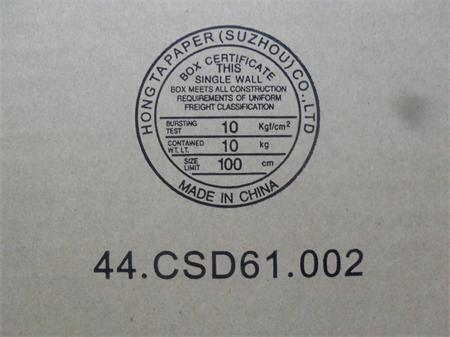 HONG TA PAPER (SUZHOU) CO.,LTD
BOX CERTIFICATE
THIS
SINGLE WALL
BOX MEETS ALL CONSTRUCTION
REQUIREMENTS OF UNIFORM
FREIGHT CLASSIFICATION
BURSTING TEST 10 Kgf/cm²
CONTAINED WT. LT. 10 kg
SIZE LIMIT 100 cm
MADE IN CHINA
44.CSD61.002